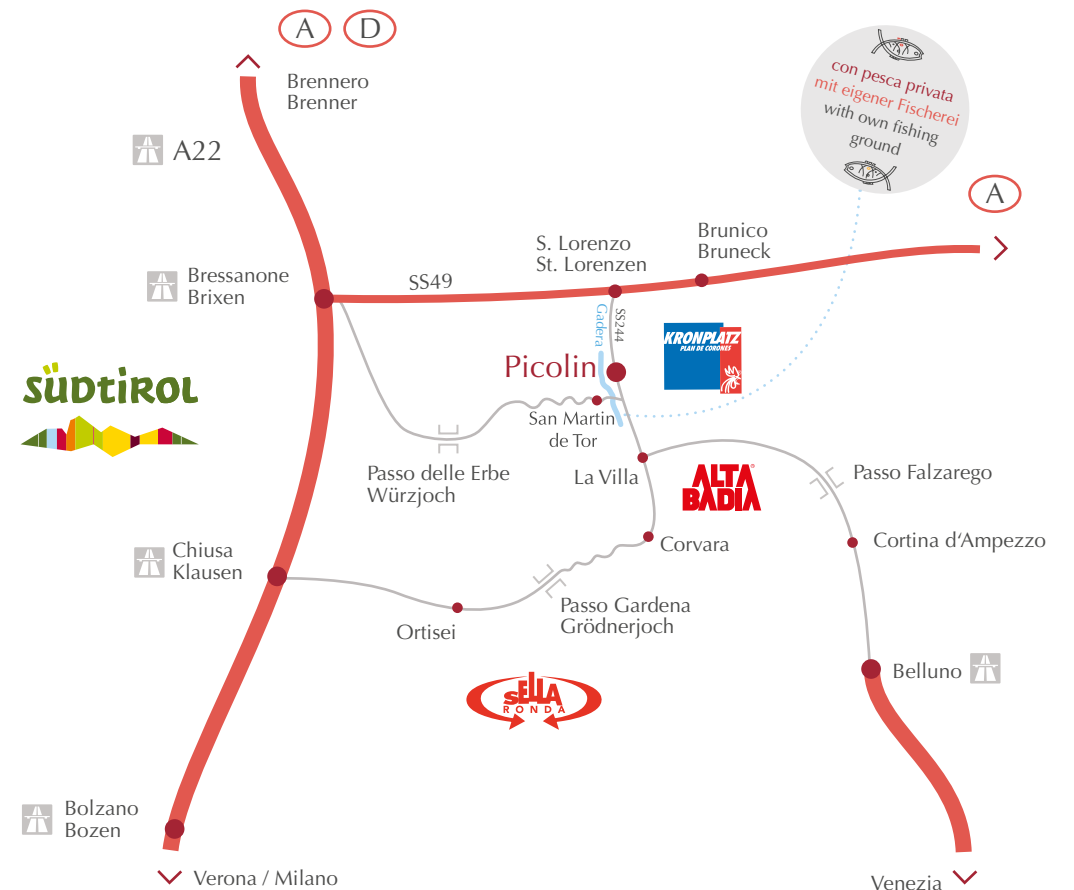 A
D
Brennero
Brenner
con pesca privata
mit eigener Fischerei
with own fishing
ground
A22
A
Brunico
Bruneck
S. Lorenzo
St. Lorenzen
Bressanone
Brixen
SS49
Gadera
SS244
KRONPLATZ
PLAN DE CORONES
Picolin
SÜDTIROL
San Martin
de Tor
Passo delle Erbe
Würzjoch
La Villa
ALTA
BADIA
Passo Falzarego
Cortina d‘Ampezzo
Corvara
Chiusa
Klausen
Passo Gardena
Grödnerjoch
Ortisei
Belluno
SELLA
RONDA
Bolzano
Bozen
Verona / Milano
Venezia